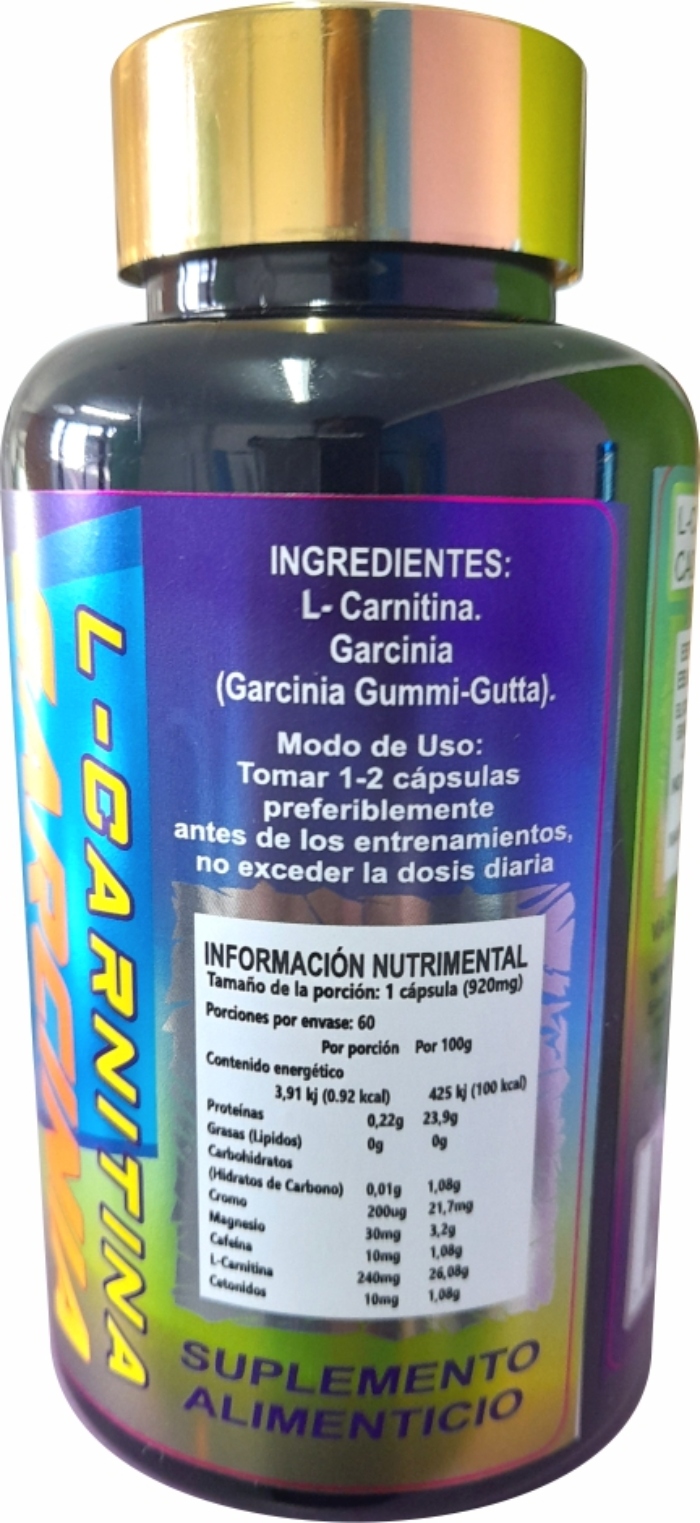 L-CARNITINA
GARCINIA
INGREDIENTES:
L- Carnitina.
Garcinia
(Garcinia Gummi-Gutta).
Modo de Uso:
Tomar 1-2 cápsulas
preferiblemente
antes de los entrenamientos,
no exceder la dosis diaria
INFORMACIÓN NUTRIMENTAL
Tamaño de la porción: 1 cápsula (920mg)
Porciones por envase: 60
Por porción Por 100g
Contenido energético
3,91 kj (0.92 kcal) 425 kj (100 kcal)
Proteínas 0,22g 23,9g
Grasas (Lipidos) 0g 0g
Carbohidratos
(Hidratos de Carbono) 0,01g 1,08g
Cromo 200ug 21,7mg
Magnesio 30mg 3,2g
Cafeína 10mg 1,08g
L-Carnitina 240mg 26,08g
Cetonidos 10mg 1,08g
SUPLEMENTO
ALIMENTICIO